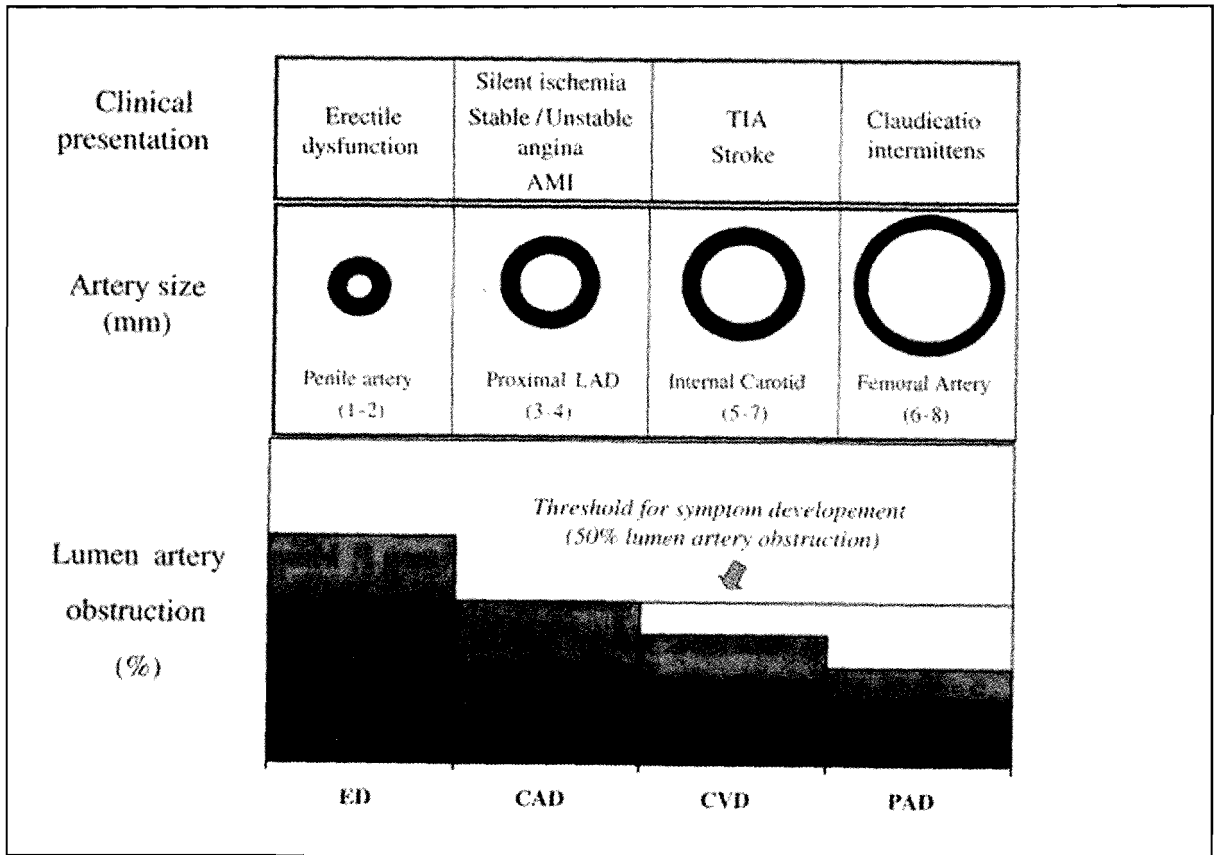 Clinical
presentation
Erectile
dysfunction
Silent ischemia
Stable / Unstable
angina
AMI
TIA
Stroke
Claudicatio
intermittens
Artery size
(mm)
Penile artery
(1-2)
Proximal LAD
(3-4)
Internal Carotid
(5-7)
Femoral Artery
(6-8)
Threshold for symptom developement
(50% lumen artery obstruction)
Lumen artery
obstruction
(%)
ED
CAD
CVD
PAD